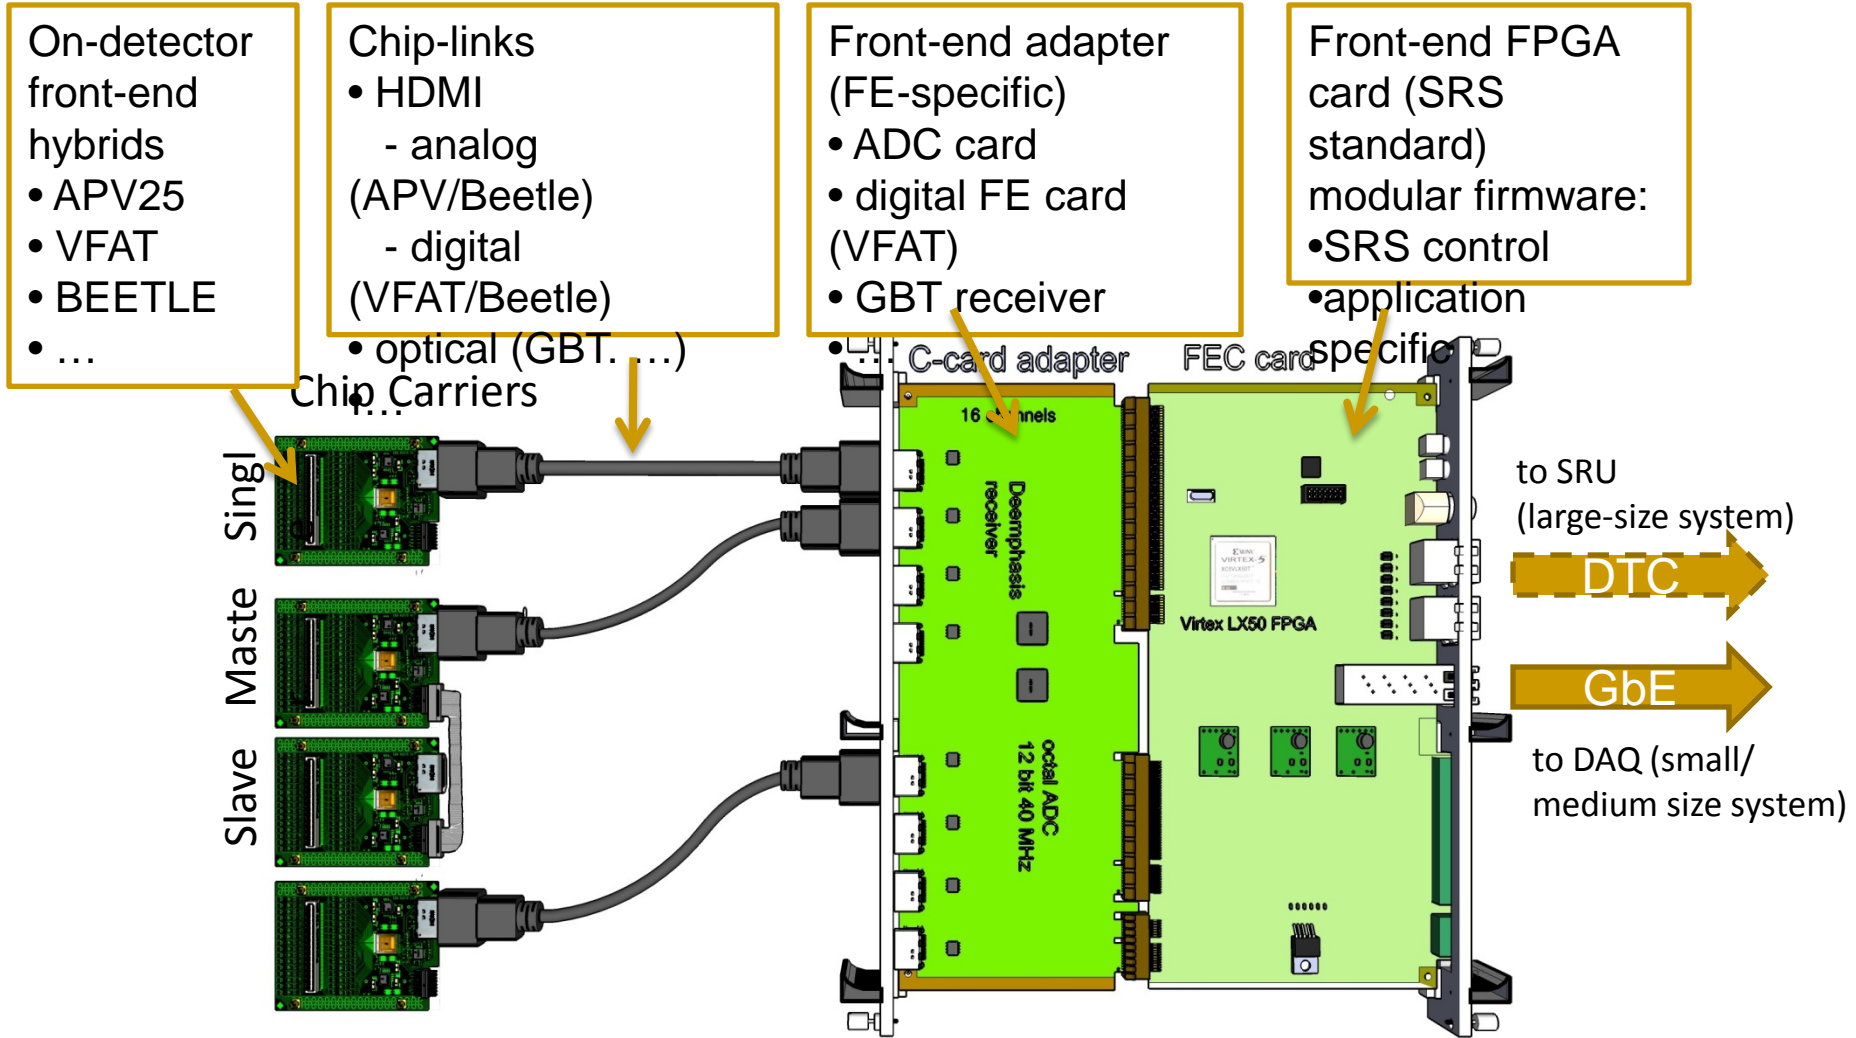 On-detector
front-end
hybrids
• APV25
• VFAT
• BEETLE
• …
Chip-links
• HDMI
- analog
(APV/Beetle)
- digital
(VFAT/Beetle)
• optical (GBT. …)
•…
Front-end adapter
(FE-specific)
• ADC card
• digital FE card
(VFAT)
• GBT receiver
• …
Front-end FPGA
card (SRS
standard)
modular firmware:
•SRS control
•application
specific
Chip Carriers
C-card adapter
FEC card
Singl
e
Maste
Slave
16 channels
Deemphasis
receiver
octal ADC
12 bit 40 MHz
VIRTEX-5
Virtex LX50 FPGA
to SRU
(large-size system)
DTC
GbE
to DAQ (small/
medium size system)